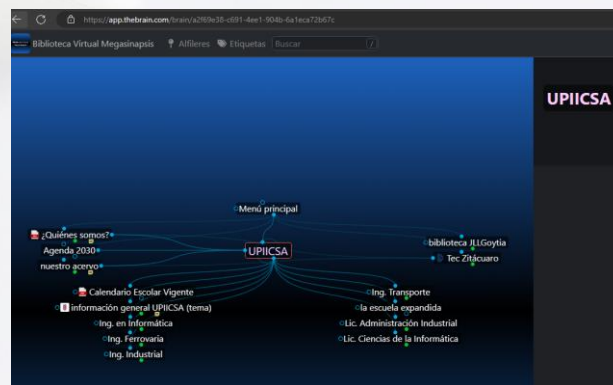 https://app.thebrain.com/brain/a2f69e38-c691-4ee1-904b-6a1eca72b67c
Biblioteca Virtual Megasinapsis Alfileres Etiquetas Buscar /
UPIICSA
Menú principal
¿Quiénes somos?
Agenda 2030
nuestro acervo
UPIICSA
biblioteca JLLGoytia
Tec Zitácuaro
Calendario Escolar Vigente
información general UPIICSA (tema)
Ing. en Informática
Ing. Ferrovaria
Ing. Industrial
Ing. Transporte
la escuela expandida
Lic. Administración Industrial
Lic. Ciencias de la Informática